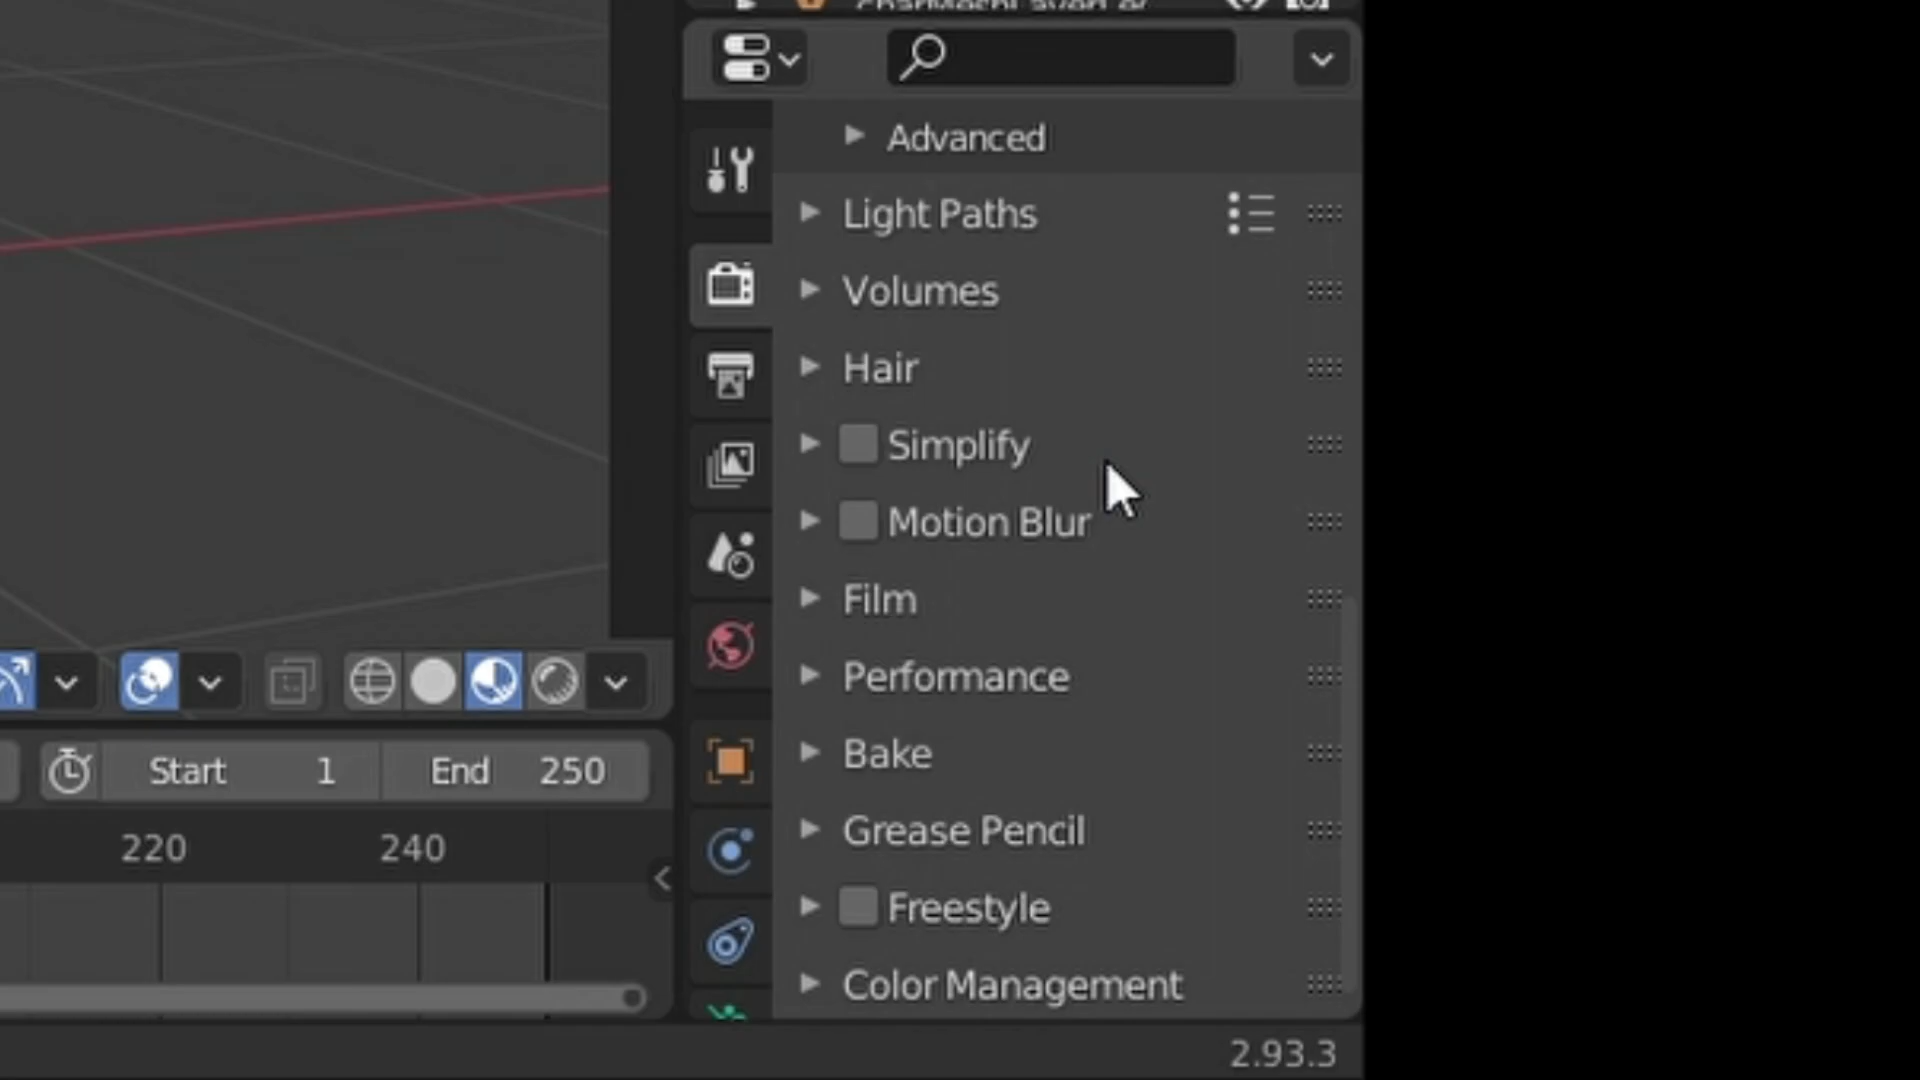 Advanced
Light Paths
Volumes
Hair
Simplify
Motion Blur
Film
Performance
Bake
Grease Pencil
Freestyle
Color Management
Start 1 End 250
220 240
2.93.3